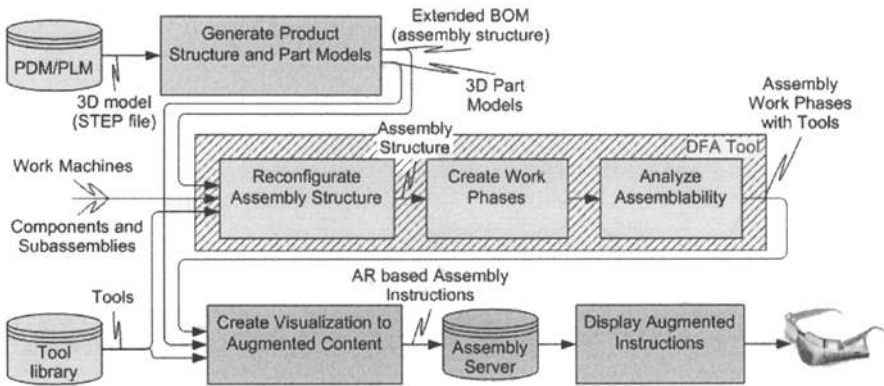 PDM/PLM
3D model
(STEP file)
Generate Product
Structure and Part Models
Extended BOM
(assembly structure)
3D Part
Models
Assembly
Work Phases
with Tools
Assembly
Structure
DFA Tool
Work Machines
Components and
Subassemblies
Reconfigurate
Assembly Structure
Create Work
Phases
Analyze
Assemblability
Tools
Tool
library
Create Visualization to
Augmented Content
AR based Assembly
Instructions
Assembly
Server
Display Augmented
Instructions